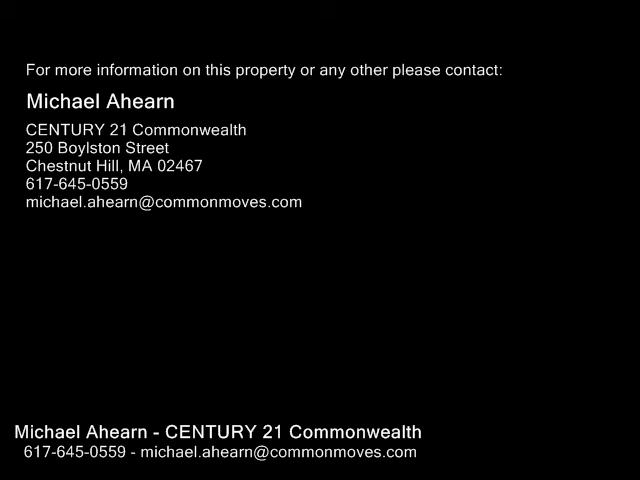 For more information on this property or any other please contact:
Michael Ahearn
CENTURY 21 Commonwealth
250 Boylston Street
Chestnut Hill, MA 02467
617-645-0559
michael.ahearn@commonmoves.com
Michael Ahearn - CENTURY 21 Commonwealth
617-645-0559 - michael.ahearn@commonmoves.com